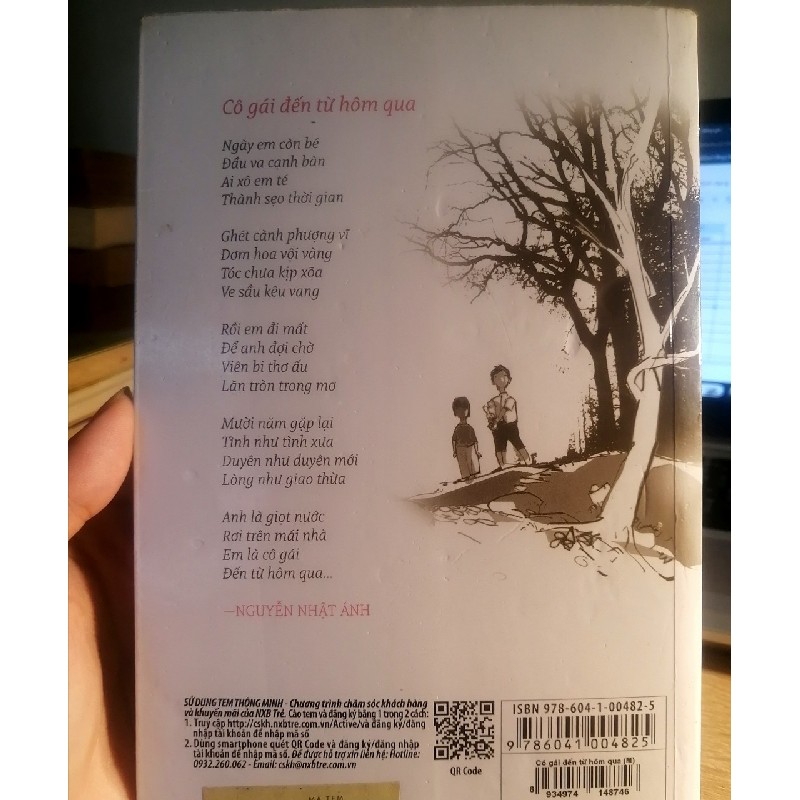 Cô gái đến từ hôm qua
Ngày em còn bé
Đầu va cạnh bàn
Ai xô em té
Thành sẹo thời gian
Ghét cành phượng vĩ
Đơm hoa vội vàng
Tóc chưa kịp xõa
Ve sầu kêu vang
Rồi em đi mất
Để anh đợi chờ
Viên bi thơ ấu
Lăn tròn trong mơ
Mười năm gặp lại
Tình như tình xưa
Duyên như duyên mới
Lòng như giao thừa
Anh là giọt nước
Rơi trên mái nhà
Em là cô gái
Đến từ hôm qua...
—NGUYỄN NHẬT ÁNH
SỬ DỤNG TEM THÔNG MINH - Chương trình chăm sóc khách hàng
và khuyến mãi của NXB Trẻ. Cào tem và đăng ký bằng 1 trong 2 cách:
1. Truy cập http://cskh.nxbtre.com.vn/Active/và đăng ký/đăng
nhập tài khoản để nhập mã số
2. Dùng smartphone quét QR Code và đăng ký/đăng nhập
tài khoản để nhập mã số. Để được hỗ trợ xin liên hệ: Hotline:
0932.260.062 - Email: cskh@nxbtre.com.vn
QR Code
ISBN 978-604-1-00482-5
9 786041 004825
Cô gái đến từ hôm qua
8 934974 148746
MÃ TEM